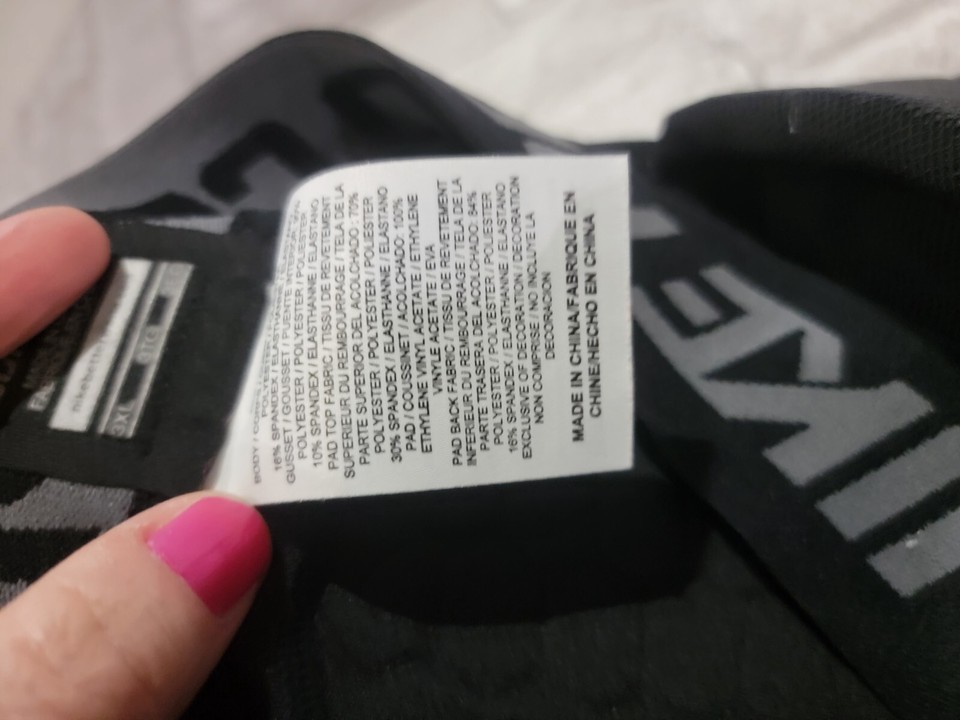 BODY /
16% SPANDEX / ELASTHANNE /
GUSSET / GOUSSET / PUENTE
POLYESTER / POLYESTER / POLIESTER
10% SPANDEX / ELASTHANNE / ELASTANO
PAD TOP FABRIC / TISSU DE REVETEMENT
SUPERIEUR DU REMBOURRAGE / TELA DE LA
PARTE SUPERIOR DEL ACOLCHADO: 70%
POLYESTER / POLYESTER / POLIESTER
30% SPANDEX / ELASTHANNE / ELASTANO
PAD / COUSSINET / ACOLCHADO: 100%
ETHYLENE VINYL ACETATE / ETHYLENE
VINYLE ACETATE / EVA
PAD BACK FABRIC / TISSU DE REVETEMENT
INFERIEUR DU REMBOURRAGE / TELA DE LA
PARTE TRASERA DEL ACOLCHADO: 84%
POLYESTER / POLYESTER / POLIESTER
16% SPANDEX / ELASTHANNE / ELASTANO
EXCLUSIVE OF DECORATION / DECORATION
NON COMPRISE / NO INCLUYE LA
DECORACION
MADE IN CHINA/FABRIQUE EN
CHINE/HECHO EN CHINA
3XL